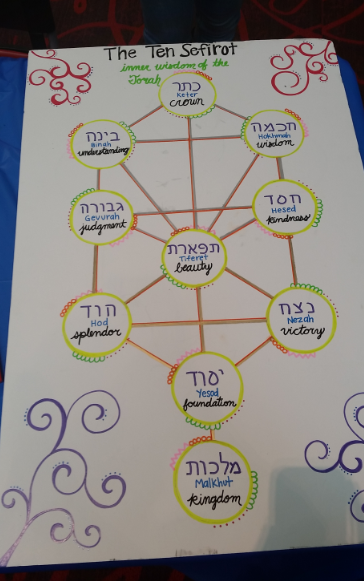 The Ten Sefirot
inner wisdom of the
Torah
כתר
Keter
crown
בינה
Binah
understanding
חכמה
Hokhmah
wisdom
גבורה
Gevurah
judgment
חסד
Hesed
kindness
תפארת
Tiferet
beauty
הוד
Hod
splendor
נצח
Nezah
victory
יסוד
Yesod
foundation
מלכות
Malkhut
kingdom